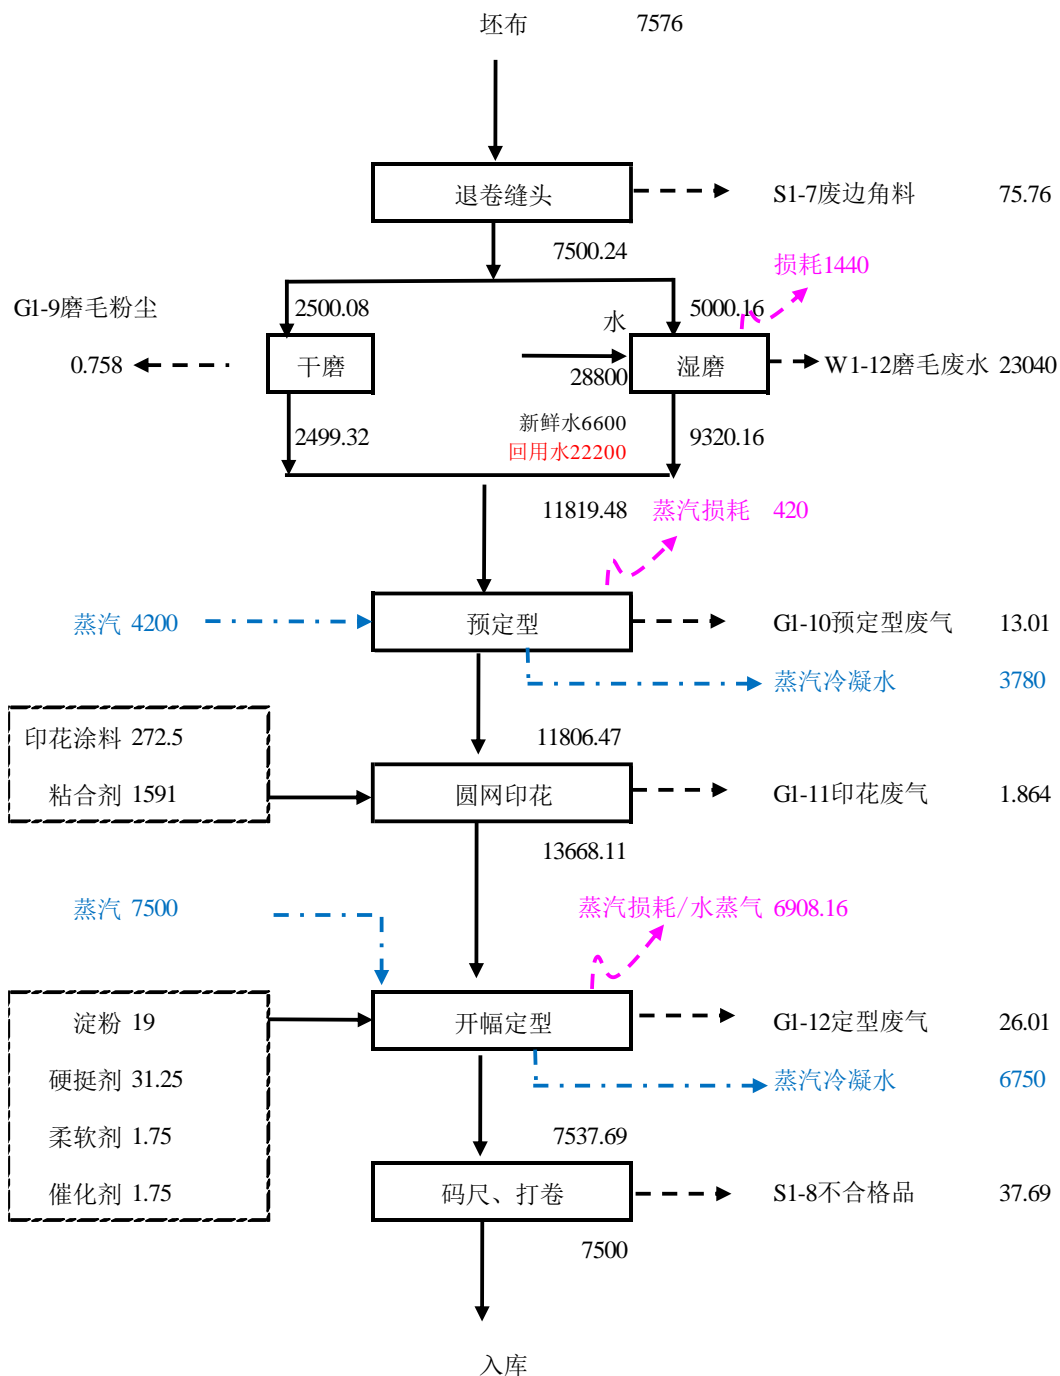 坯布 7576
退卷缝头 S1-7废边角料 75.76
7500.24
损耗1440
G1-9磨毛粉尘 2500.08 水 5000.16
0.758 干磨 28800 湿磨 W1-12磨毛废水 23040
新鲜水6600
2499.32 回用水22200 9320.16
11819.48 蒸汽损耗 420
蒸汽 4200 预定型 G1-10预定型废气 13.01
蒸汽冷凝水 3780
印花涂料 272.5 11806.47
粘合剂 1591 圆网印花 G1-11印花废气 1.864
13668.11
蒸汽 7500 蒸汽损耗/水蒸气 6908.16
淀粉 19 开幅定型 G1-12定型废气 26.01
硬挺剂 31.25 蒸汽冷凝水 6750
柔软剂 1.75 7537.69
催化剂 1.75 码尺、打卷 S1-8不合格品 37.69
7500
入库